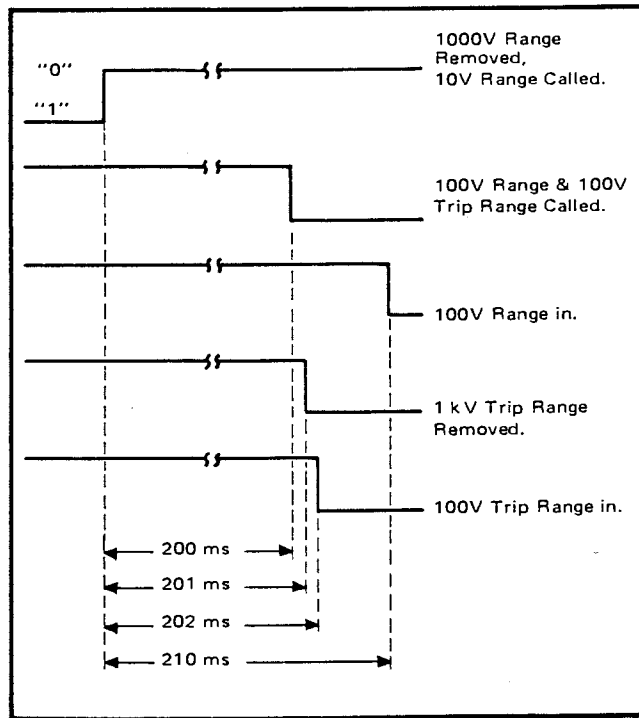 1000V Range
Removed,
10V Range Called.
"0"
"1"
100V Range & 100V
Trip Range Called.
100V Range in.
1 kV Trip Range
Removed.
100V Trip Range in.
200 ms
201 ms
202 ms
210 ms